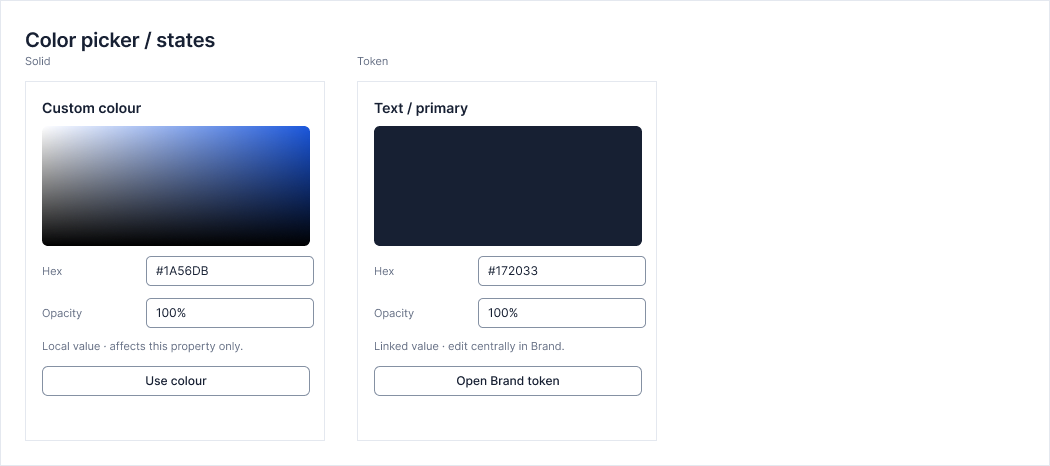 Color picker / states
Solid
Token
Custom colour
Hex
#1A56DB
Opacity
100%
Local value · affects this property only.
Use colour
Text / primary
Hex
#172033
Opacity
100%
Linked value · edit centrally in Brand.
Open Brand token